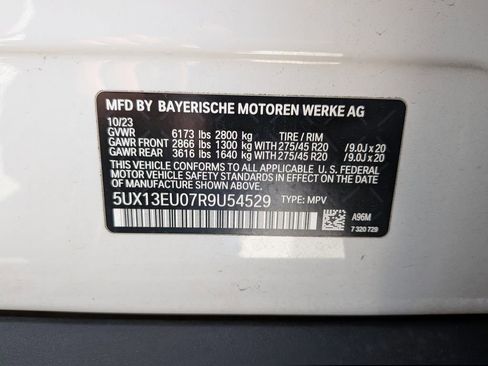 MFD BY BAYERISCHE MOTOREN WERKE AG
10/23
GVWR 6173 lbs 2800 kg TIRE / RIM
GAWR FRONT 2866 lbs 1300 kg WITH 275/45 R20 /9.0J x 20
GAWR REAR 3616 lbs 1640 kg WITH 275/45 R20 /9.0J x 20
THIS VEHICLE CONFORMS TO ALL APPLICABLE U. S. FEDERAL
MOTOR VEHICLE SAFETY STANDARDS IN EFFECT ON THE DATE
OF MANUFACTURE SHOWN ABOVE.
5UX13EU07R9U54529 TYPE: MPV
A96M
7 320 729